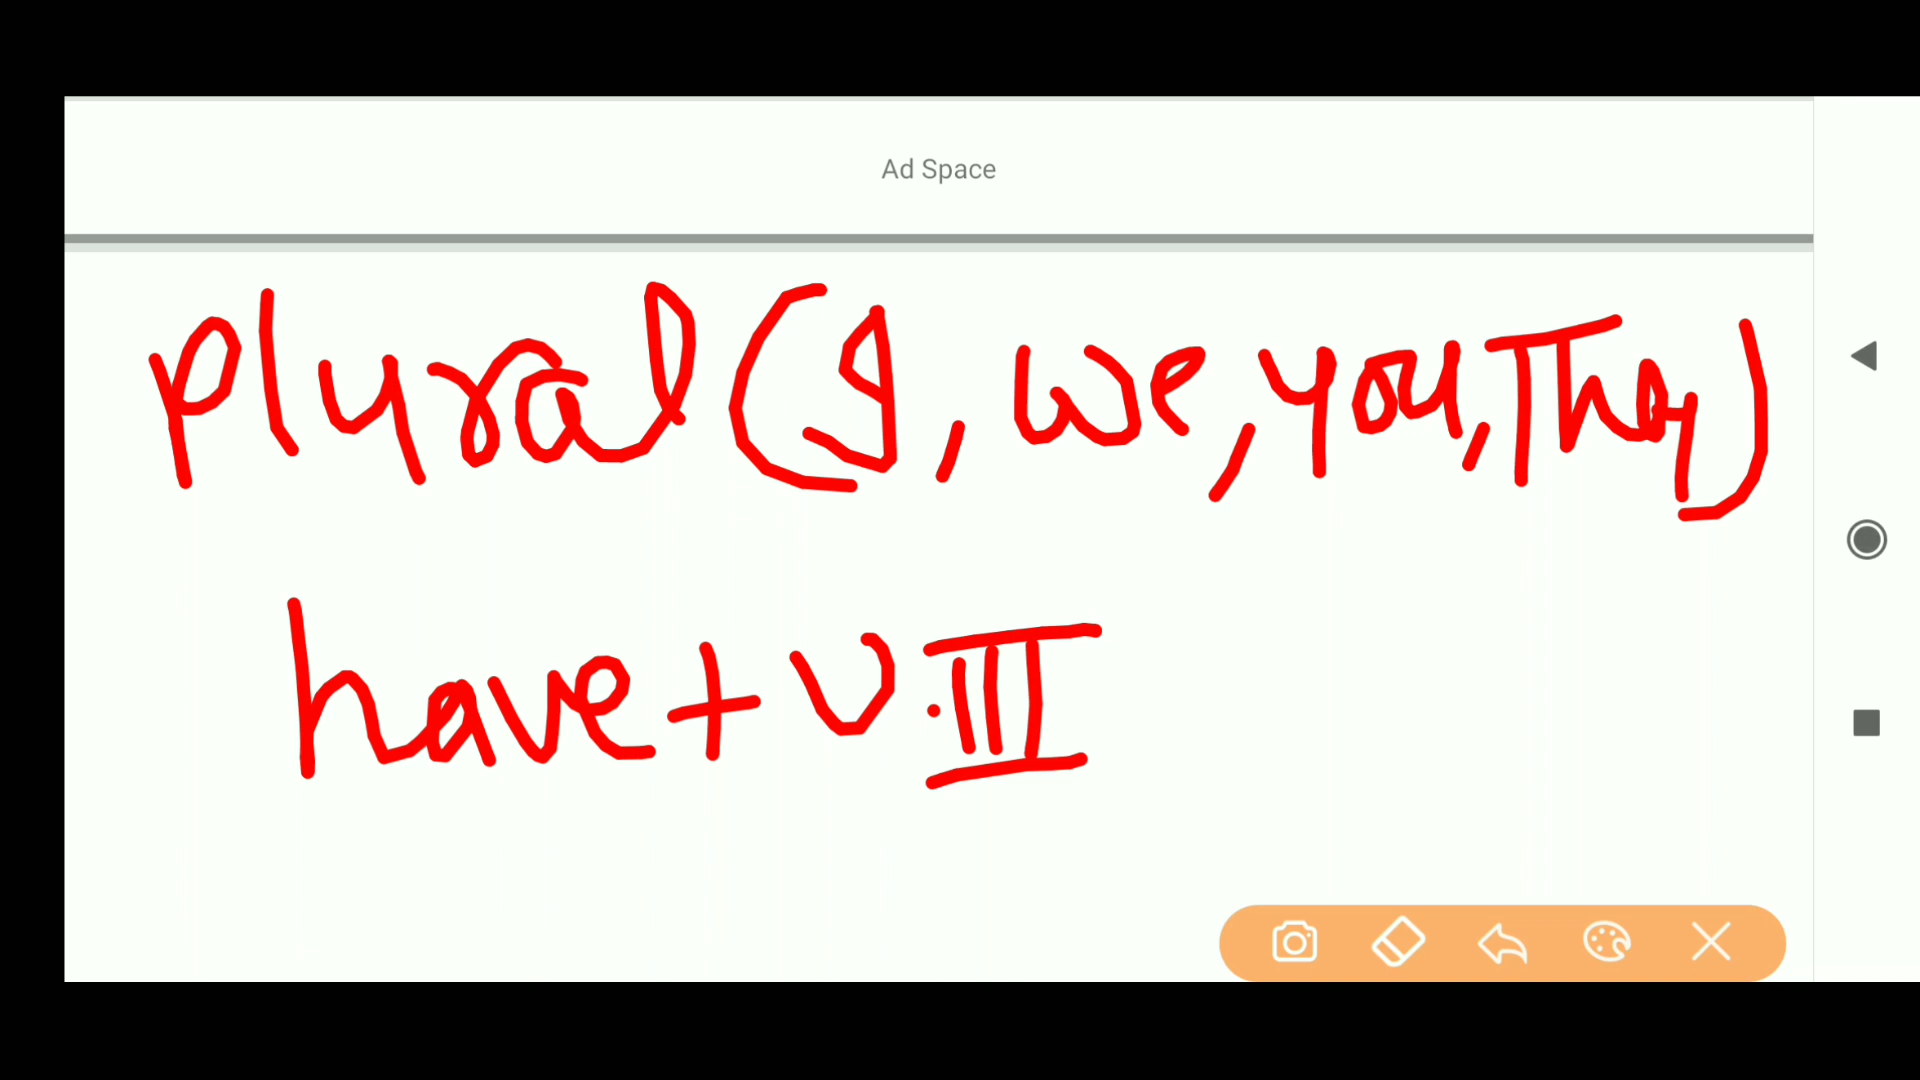 Ad Space
Plural (I, we, you, They)
have + V.III